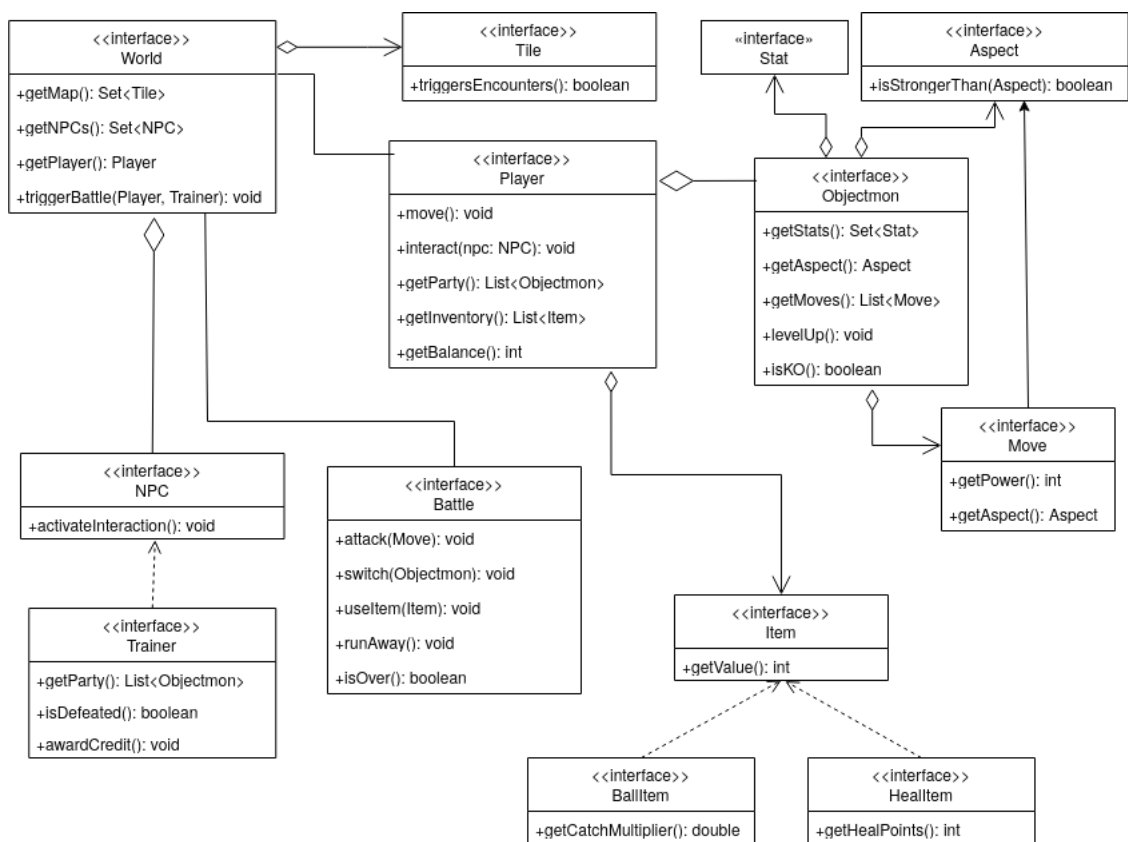 <<interface>>
World
+getMap(): Set<Tile>
+getNPCs(): Set<NPC>
+getPlayer(): Player
+triggerBattle(Player, Trainer): void
<<interface>>
Tile
+triggersEncounters(): boolean
«interface»
Stat
<<interface>>
Aspect
+isStrongerThan(Aspect): boolean
<<interface>>
Player
+move(): void
+interact(npc: NPC): void
+getParty(): List<Objectmon>
+getInventory(): List<Item>
+getBalance(): int
<<interface>>
Objectmon
+getStats(): Set<Stat>
+getAspect(): Aspect
+getMoves(): List<Move>
+levelUp(): void
+isKO(): boolean
<<interface>>
Move
+getPower(): int
+getAspect(): Aspect
<<interface>>
NPC
+activateInteraction(): void
<<interface>>
Battle
+attack(Move): void
+switch(Objectmon): void
+useItem(Item): void
+runAway(): void
+isOver(): boolean
<<interface>>
Trainer
+getParty(): List<Objectmon>
+isDefeated(): boolean
+awardCredit(): void
<<interface>>
Item
+getValue(): int
<<interface>>
BallItem
+getCatchMultiplier(): double
<<interface>>
HealItem
+getHealPoints(): int